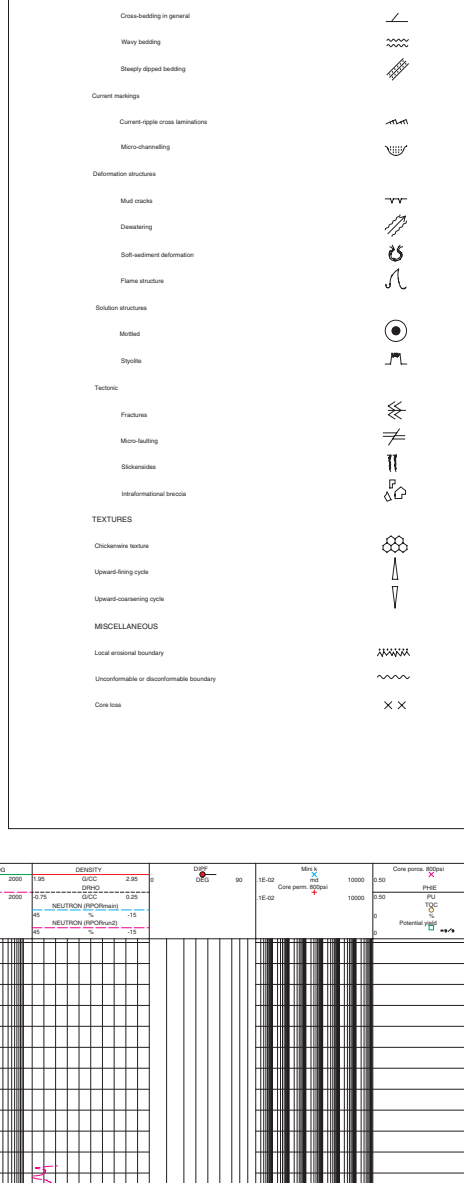 Cross-bedding in general
Wavy bedding
Steeply dipped bedding
Current markings
Current-ripple cross laminations
Micro-channelling
Deformation structures
Mud cracks
Dewatering
Soft-sediment deformation
Flame structure
Solution structures
Mottled
Styolite
Tectonic
Fractures
Micro-faulting
Slickensides
Intraformational breccia
TEXTURES
Chickenwire texture
Upward-fining cycle
Upward-coarsening cycle
MISCELLANEOUS
Local erosional boundary
Unconformable or disconformable boundary
Core loss
G DENSITY DIPF Mini k Core poros. 800psi
2000 1.95 G/CC 2.95 0 DEG 90 .1E-02 md 10000 0.50
DRHO Core perm. 800psi PHIE
2000 -0.75 G/CC 0.25 .1E-02 10000 0.50 PU
NEUTRON (RPORmain) TOC
45 % -15 0 %
NEUTRON (RPORrun2) Potential yield
45 % -15 0